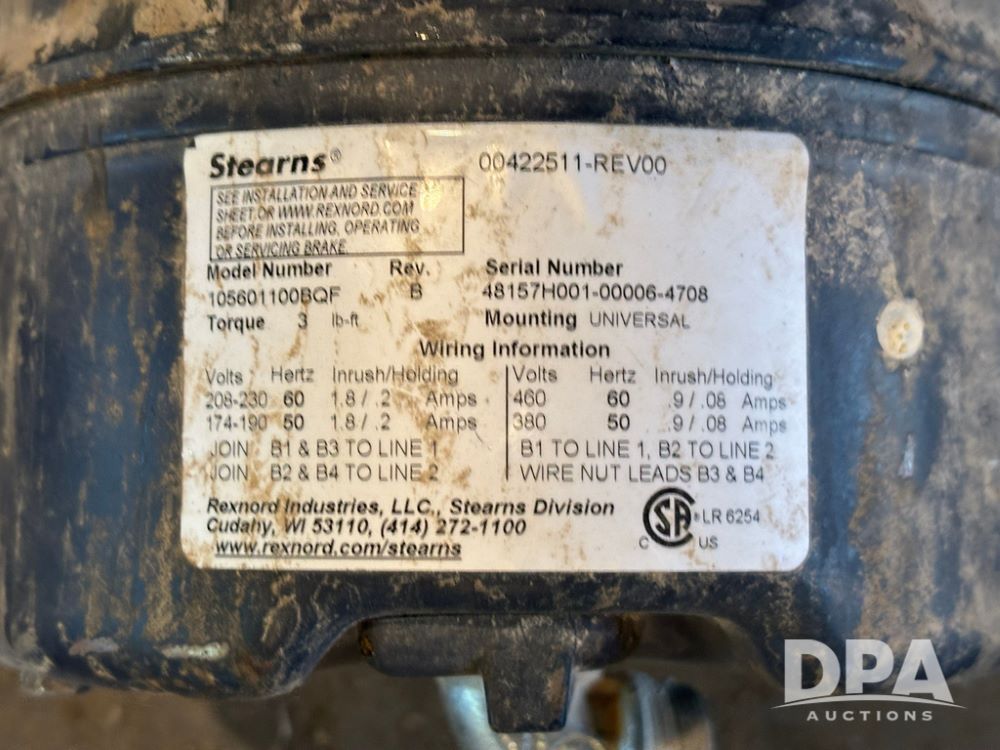 Stearns® 00422511-REV00
SEE INSTALLATION AND SERVICE
SHEET OR WWW.REXNORD.COM
BEFORE INSTALLING, OPERATING
OR SERVICING BRAKE.
Model Number Rev. Serial Number
105601100BQF B 48157H001-00006-4708
Torque 3 lb-ft Mounting UNIVERSAL
Wiring Information
Volts Hertz Inrush/Holding Volts Hertz Inrush/Holding
208-230 60 1.8/.2 Amps 460 60 .9/.08 Amps
174-190 50 1.8/.2 Amps 380 50 .9/.08 Amps
JOIN B1 & B3 TO LINE 1 B1 TO LINE 1, B2 TO LINE 2
JOIN B2 & B4 TO LINE 2 WIRE NUT LEADS B3 & B4
Rexnord Industries, LLC., Stearns Division
Cudahy, WI 53110, (414) 272-1100
www.rexnord.com/stearns
C SA ® LR 6254
C US
DPA
AUCTIONS